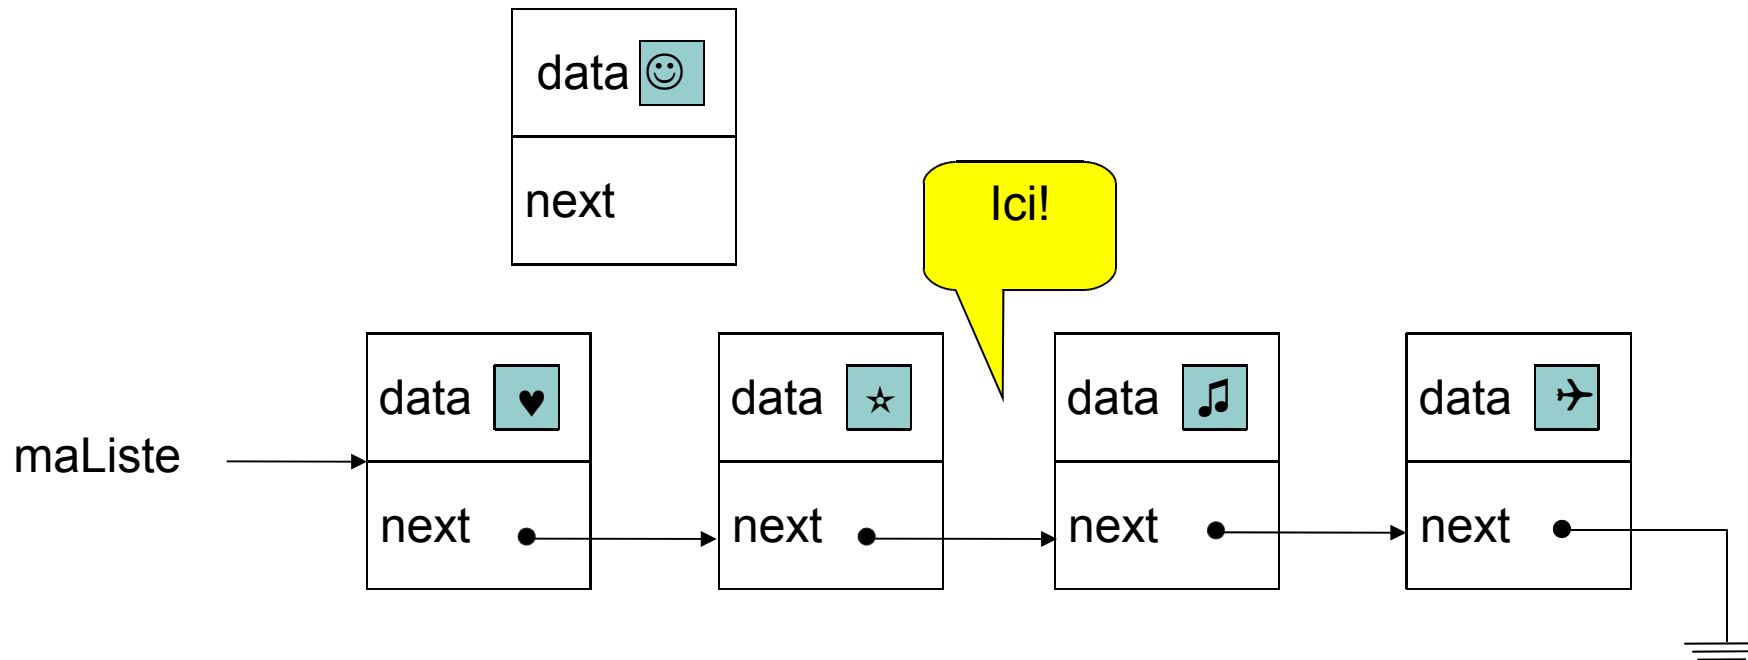 data ☺
next
Ici!
data ♥
data ☆
data ♫
data ✈
maListe
next
next
next
next